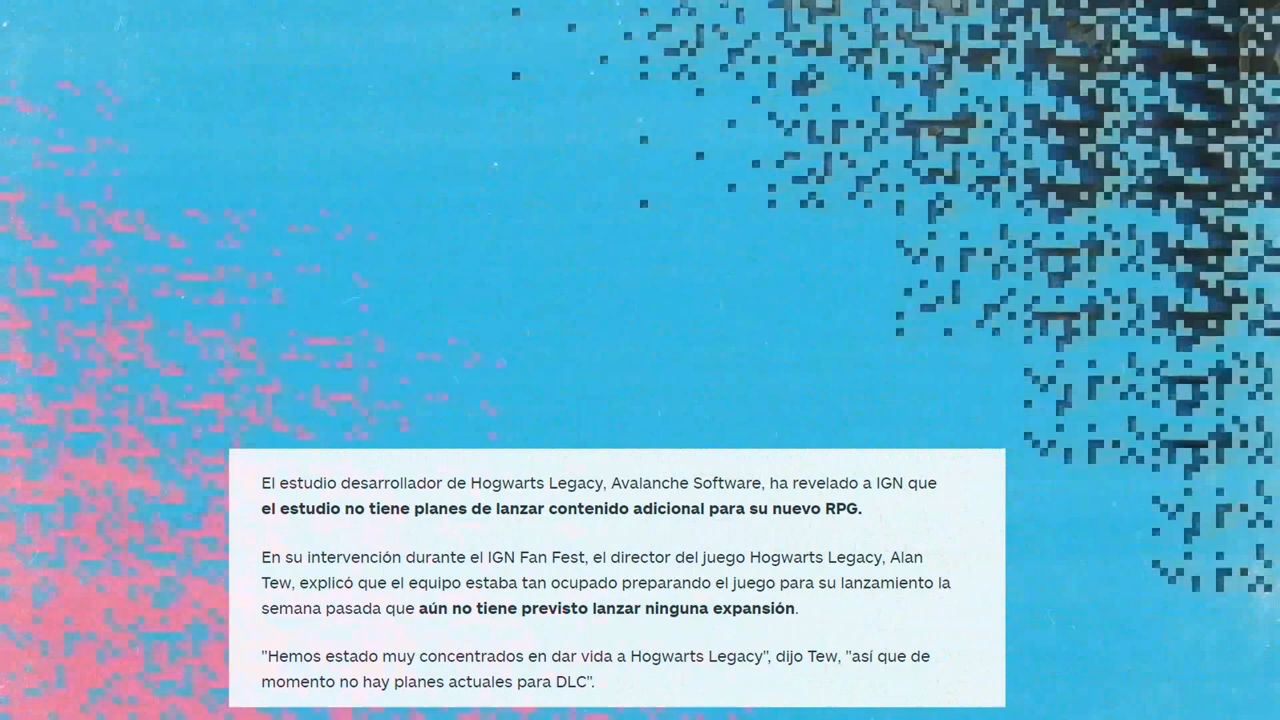 El estudio desarrollador de Hogwarts Legacy, Avalanche Software, ha revelado a IGN que
el estudio no tiene planes de lanzar contenido adicional para su nuevo RPG.
En su intervención durante el IGN Fan Fest, el director del juego Hogwarts Legacy, Alan
Tew, explicó que el equipo estaba tan ocupado preparando el juego para su lanzamiento la
semana pasada que aún no tiene previsto lanzar ninguna expansión.
"Hemos estado muy concentrados en dar vida a Hogwarts Legacy", dijo Tew, "así que de
momento no hay planes actuales para DLC".